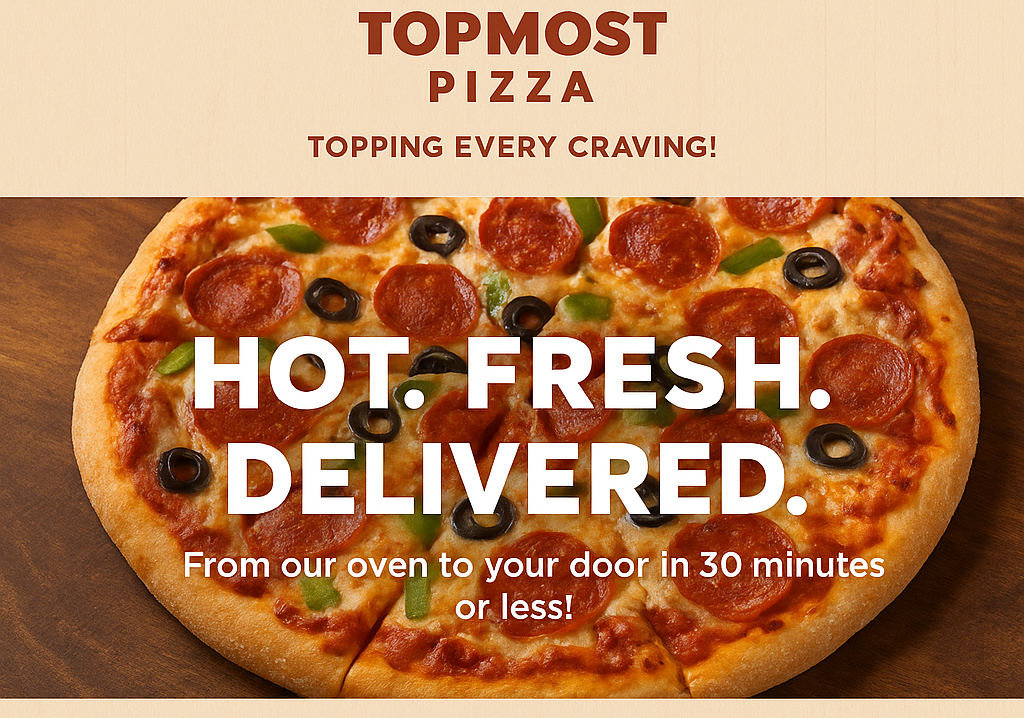 TOPMOST
PIZZA
TOPPING EVERY CRAVING!
HOT. FRESH.
DELIVERED.
From our oven to your door in 30 minutes
or less!